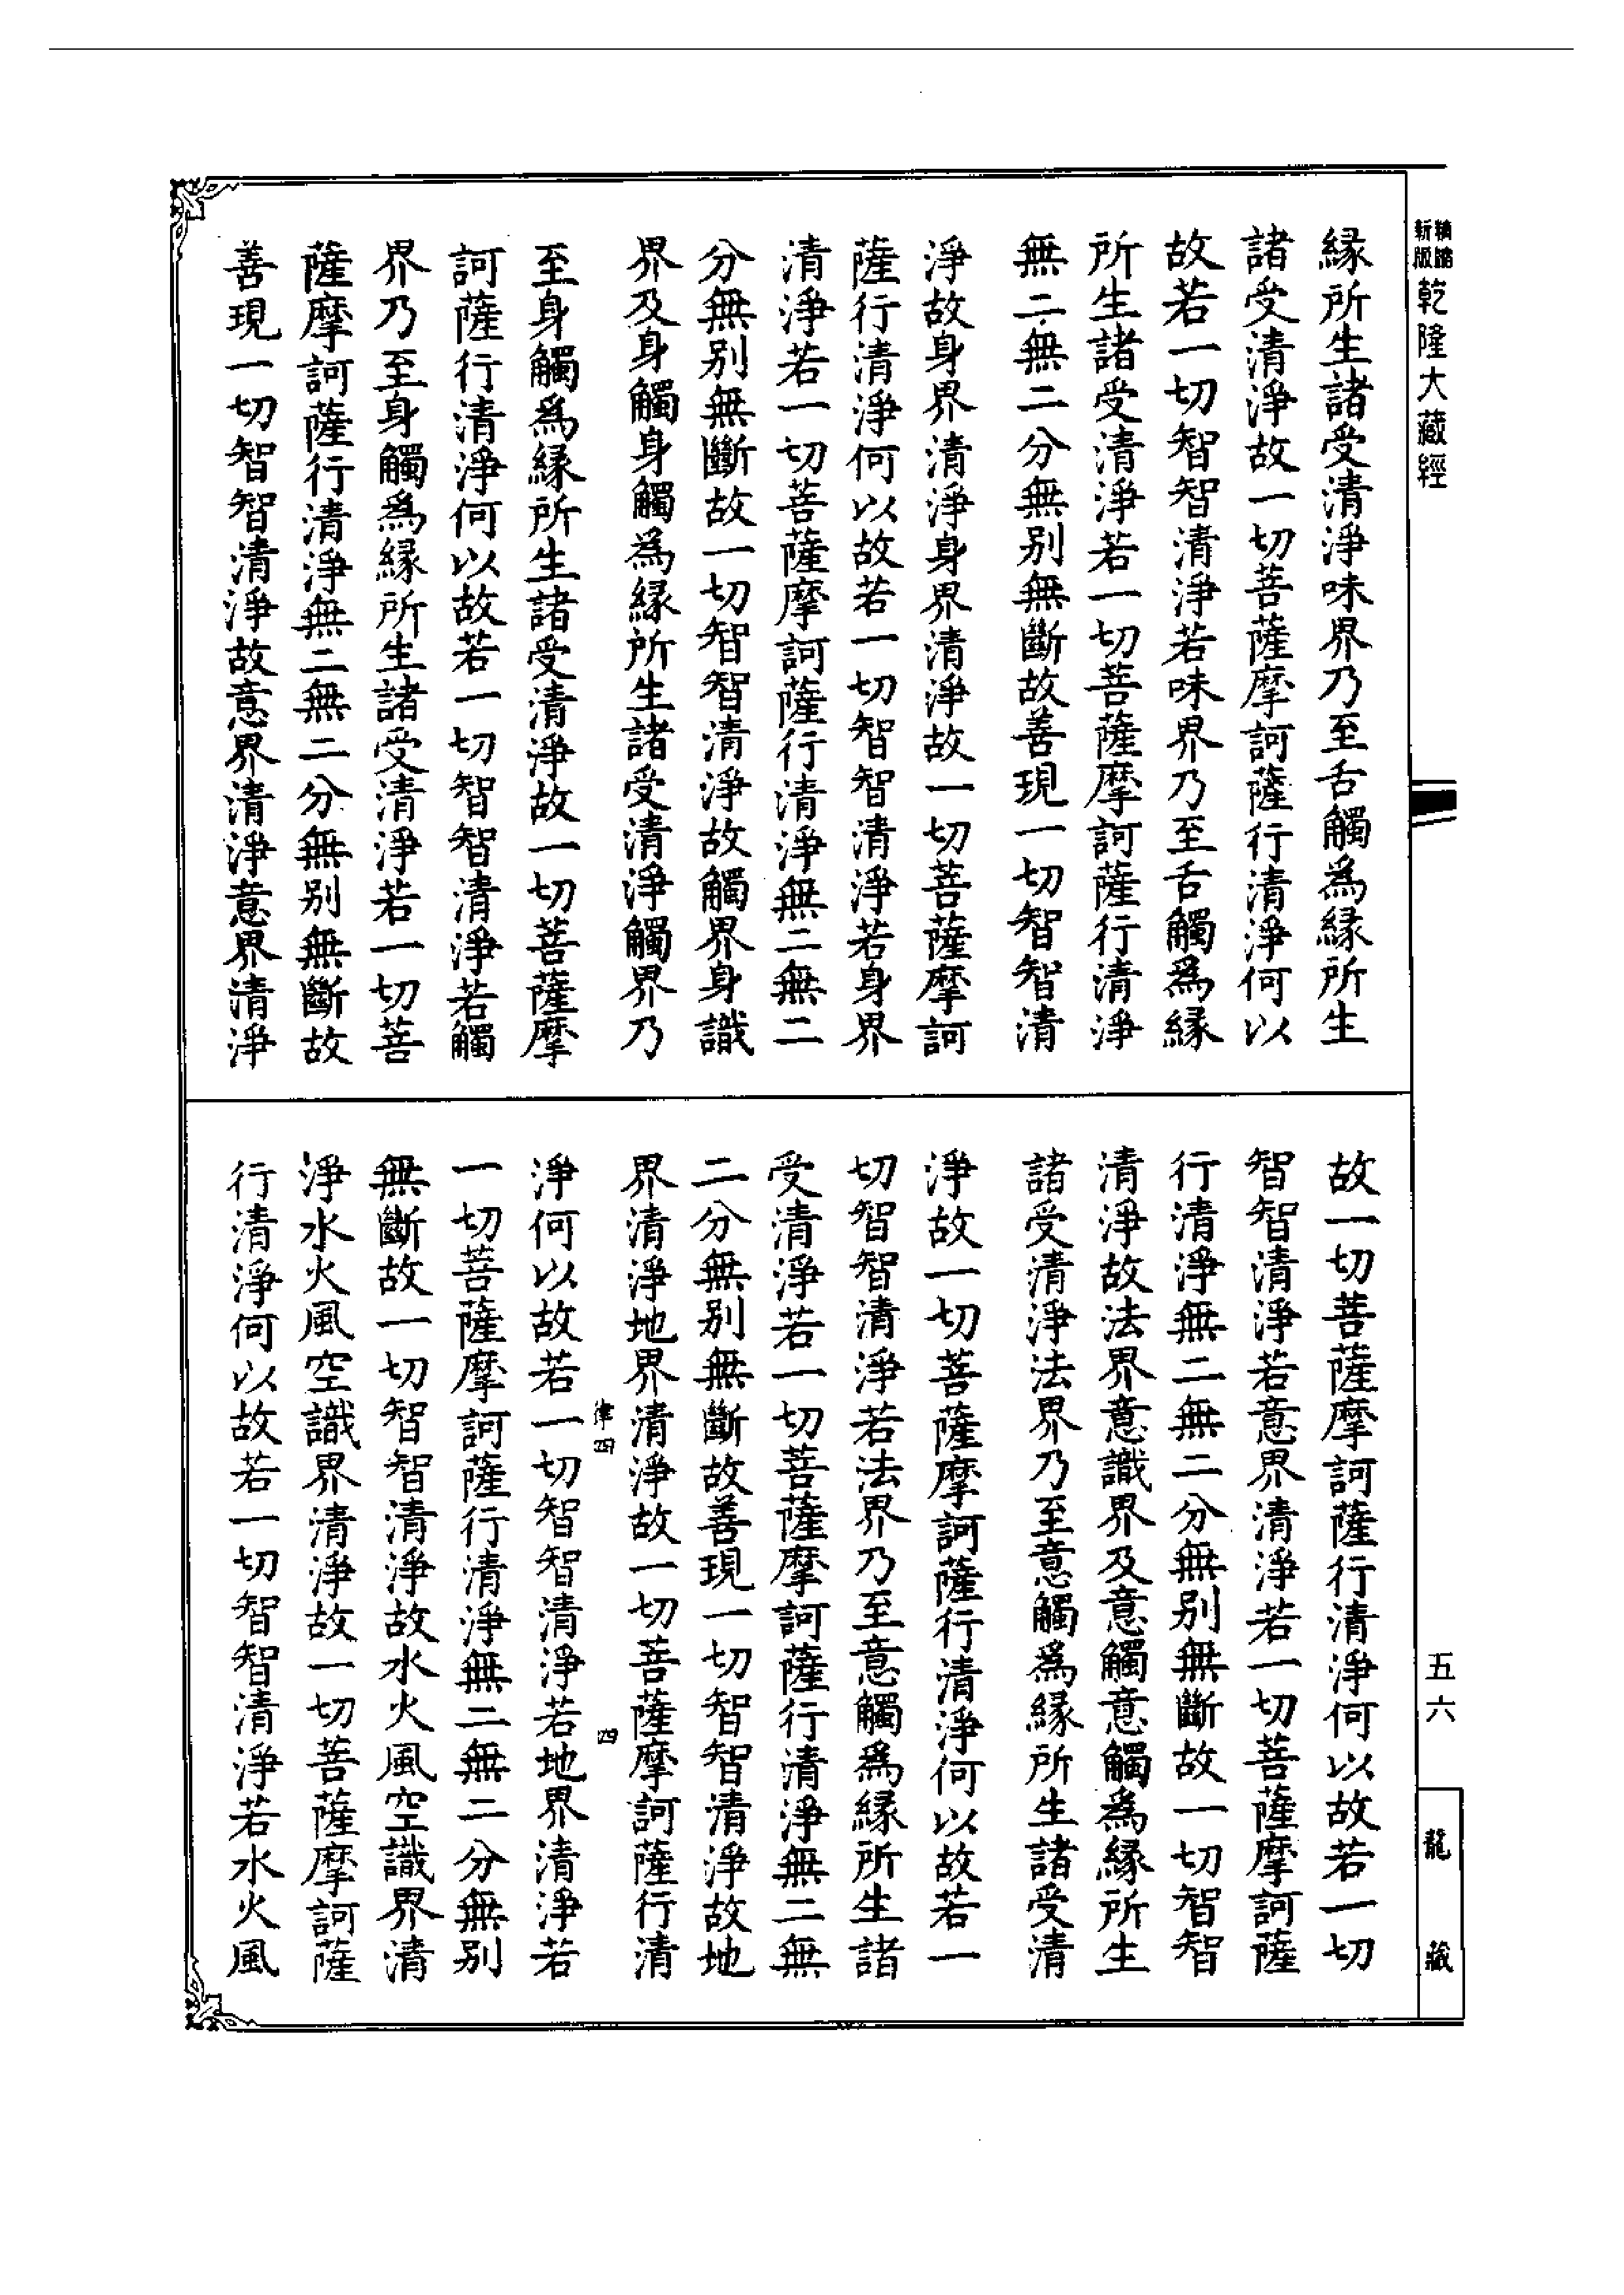 新版
精縮
乾隆大藏經
緣所生諸受清淨味界乃至舌觸為緣所生
諸受清淨故一切菩薩摩訶薩行清淨何以
故若一切智智清淨若味界乃至舌觸為緣
所生諸受清淨若一切菩薩摩訶薩行清淨
無二無二分無别無斷故善現一切智智清
淨故身界清淨身界清淨故一切菩薩摩訶
薩行清淨何以故若一切智智清淨若身界
清淨若一切菩薩摩訶薩行清淨無二無二
分無别無斷故一切智智清淨故觸界身識
界及身觸身觸為緣所生諸受清淨觸界乃
至身觸為緣所生諸受清淨故一切菩薩摩
訶薩行清淨何以故若一切智智清淨若觸
界乃至身觸為緣所生諸受清淨若一切菩
薩摩訶薩行清淨無二無二分無别無斷故
善現一切智智清淨故意界清淨意界清淨
故一切菩薩摩訶薩行清淨何以故若一切
智智清淨若意界清淨若一切菩薩摩訶薩
行清淨無二無二分無别無斷故一切智智
清淨故法界意識界及意觸意觸為緣所生
諸受清淨法界乃至意觸為緣所生諸受清
淨故一切菩薩摩訶薩行清淨何以故若一
切智智清淨若法界乃至意觸為緣所生諸
受清淨若一切菩薩摩訶薩行清淨無二無
二分無别無斷故善現一切智智清淨故地
界清淨地界清淨故一切菩薩摩訶薩行清
律四
四
淨何以故若一切智智清淨若地界清淨若
一切菩薩摩訶薩行清淨無二無二分無别
無斷故一切智智清淨故水火風空識界清
淨水火風空識界清淨故一切菩薩摩訶薩
行清淨何以故若一切智智清淨若水火風
五六
龍藏